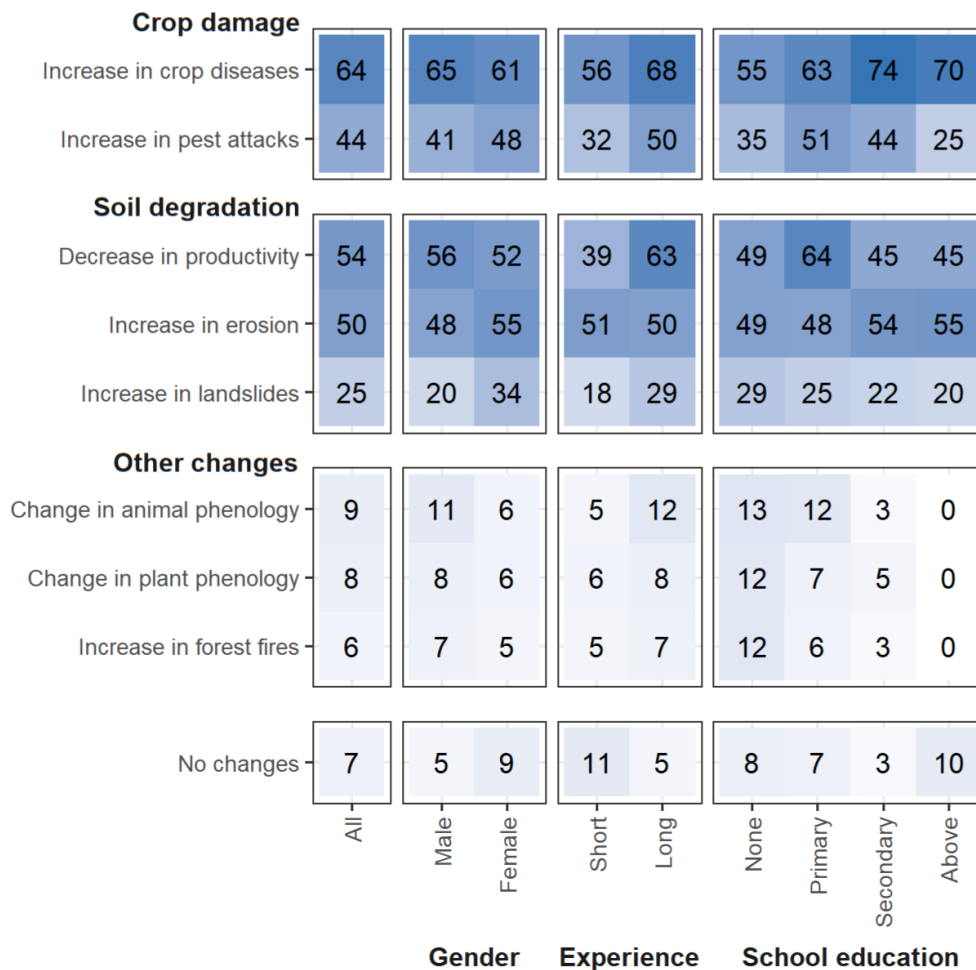 Crop damage
Increase in crop diseases 64 65 61 56 68 55 63 74 70
Increase in pest attacks 44 41 48 32 50 35 51 44 25
Soil degradation
Decrease in productivity 54 56 52 39 63 49 64 45 45
Increase in erosion 50 48 55 51 50 49 48 54 55
Increase in landslides 25 20 34 18 29 29 25 22 20
Other changes
Change in animal phenology 9 11 6 5 12 13 12 3 0
Change in plant phenology 8 8 6 6 8 12 7 5 0
Increase in forest fires 6 7 5 5 7 12 6 3 0
No changes 7 5 9 11 5 8 7 3 10
All Male Female Short Long None Primary Secondary Above
Gender Experience School education